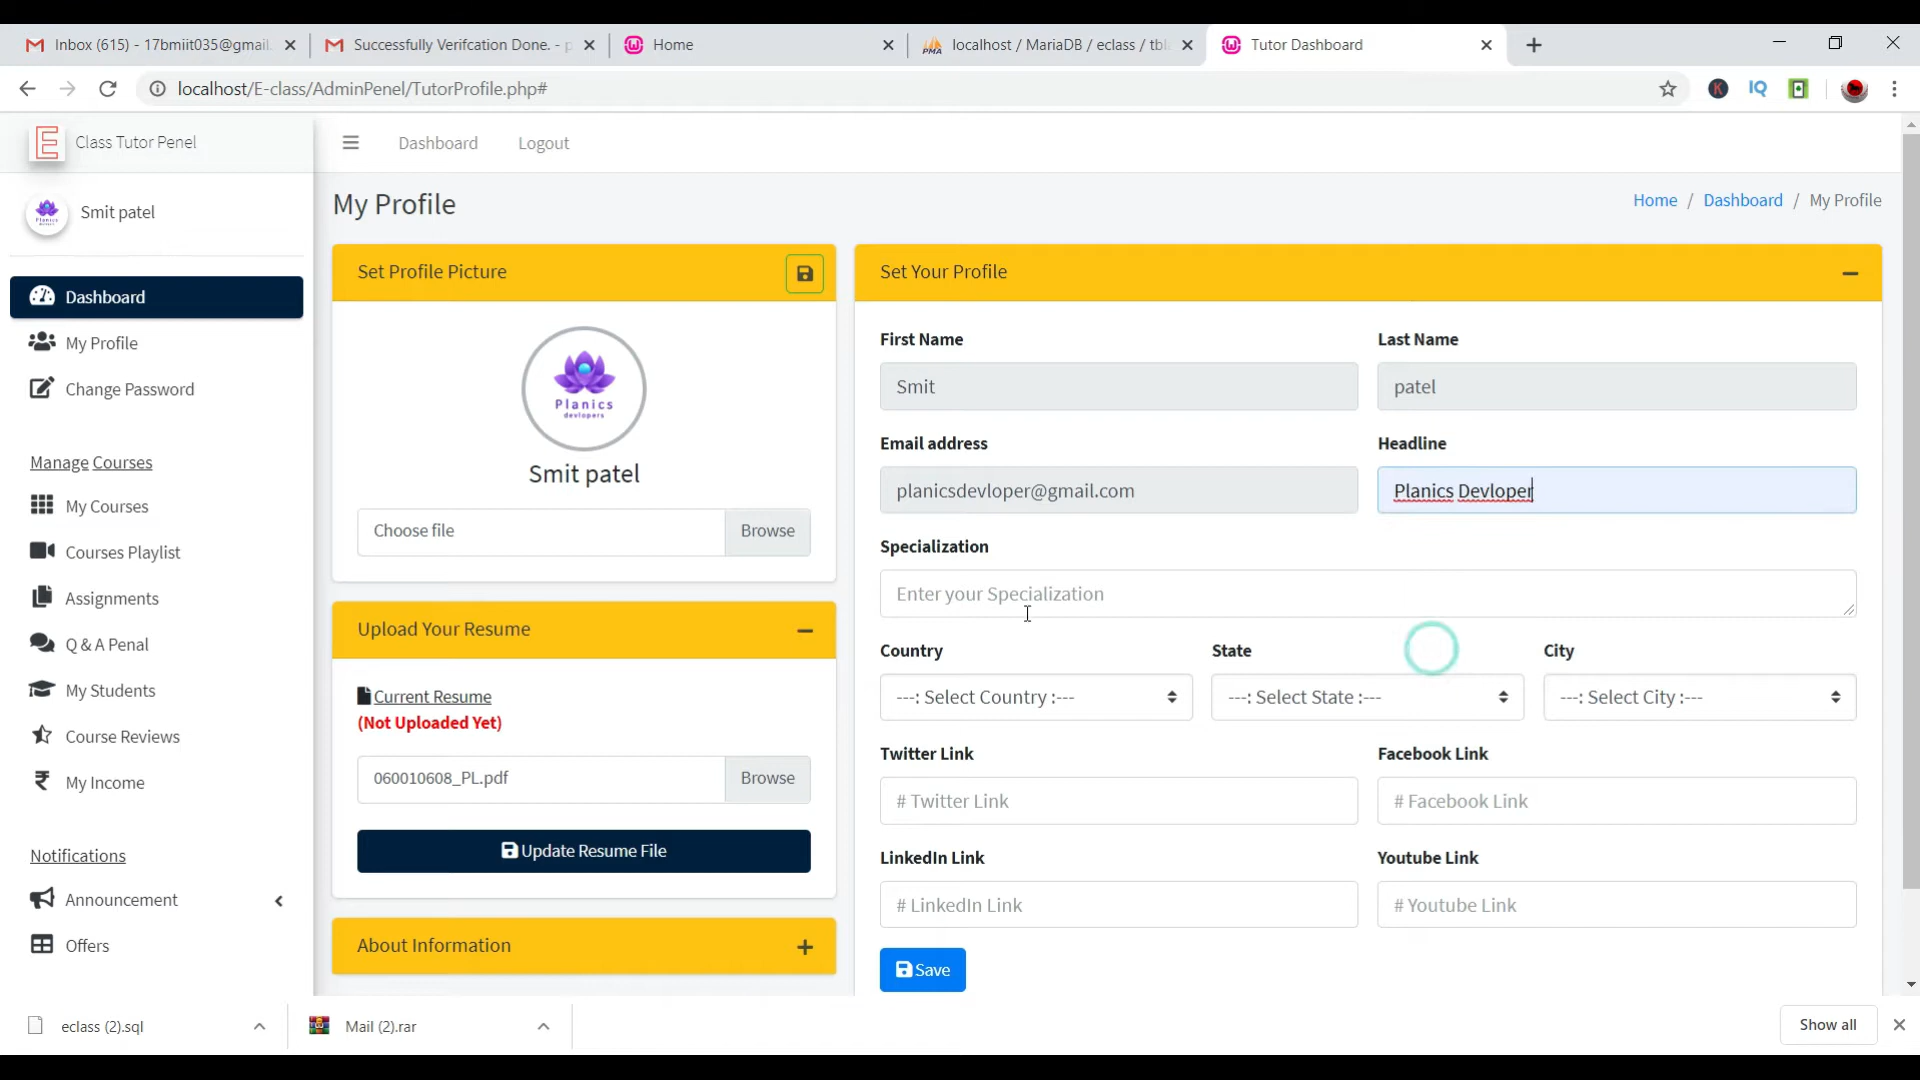 Inbox (615) - 17bmiit035@gmail.
Successfully Verifcation Done. - p
Home
localhost / MariaDB / eclass / tbl
Tutor Dashboard
localhost/E-class/AdminPenel/TutorProfile.php#
K
IQ
E Class Tutor Penel
Dashboard
Logout
Smit patel
My Profile
Home / Dashboard / My Profile
Dashboard
My Profile
Change Password
Manage Courses
My Courses
Courses Playlist
Assignments
Q & A Penal
My Students
Course Reviews
My Income
Notifications
Announcement
Offers
Set Profile Picture
Planics
devlopers
Smit patel
Choose file
Browse
Upload Your Resume
Current Resume
(Not Uploaded Yet)
060010608_PL.pdf
Browse
Update Resume File
About Information
Set Your Profile
First Name
Last Name
Smit
patel
Email address
Headline
planicsdevloper@gmail.com
Planics Devloper
Specialization
Enter your Specialization
Country
State
City
---: Select Country :---
---: Select State :---
---: Select City :---
Twitter Link
Facebook Link
# Twitter Link
# Facebook Link
LinkedIn Link
Youtube Link
# LinkedIn Link
# Youtube Link
Save
eclass (2).sql
Mail (2).rar
Show all